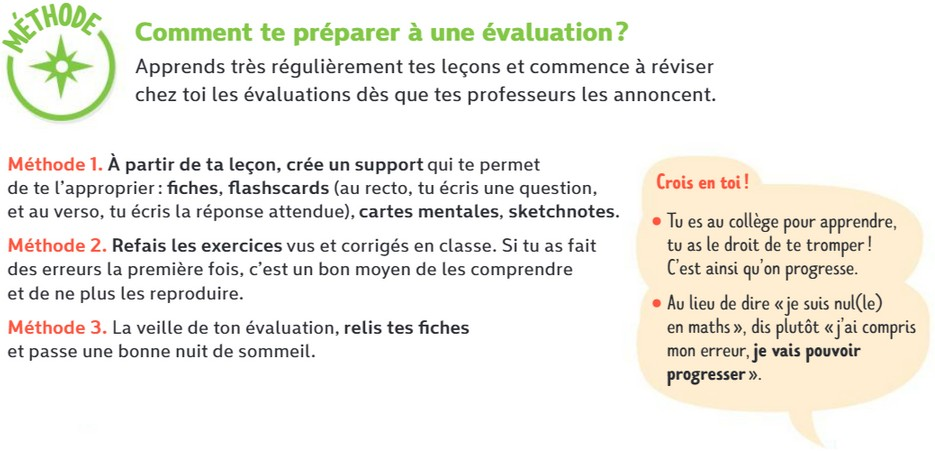 MÉTHODE
Comment te préparer à une évaluation ?
Apprends très régulièrement tes leçons et commence à réviser
chez toi les évaluations dès que tes professeurs les annoncent.
Méthode 1. À partir de ta leçon, crée un support qui te permet
de te l'approprier : fiches, flashscards (au recto, tu écris une question,
et au verso, tu écris la réponse attendue), cartes mentales, sketchnotes.
Méthode 2. Refais les exercices vus et corrigés en classe. Si tu as fait
des erreurs la première fois, c'est un bon moyen de les comprendre
et de ne plus les reproduire.
Méthode 3. La veille de ton évaluation, relis tes fiches
et passe une bonne nuit de sommeil.
Crois en toi !
• Tu es au collège pour apprendre,
tu as le droit de te tromper !
C'est ainsi qu'on progresse.
• Au lieu de dire « je suis nul(le)
en maths », dis plutôt « j'ai compris
mon erreur, je vais pouvoir
progresser ».